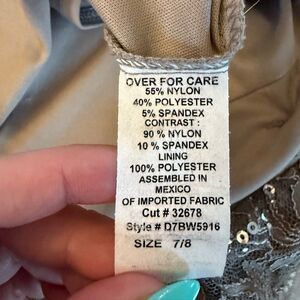 OVER FOR CARE
55% NYLON
40% POLYESTER
5% SPANDEX
CONTRAST :
90 % NYLON
10 % SPANDEX
LINING
100% POLYESTER
ASSEMBLED IN
MEXICO
OF IMPORTED FABRIC
Cut # 32678
Style # D7BW5916
SIZE 7/8